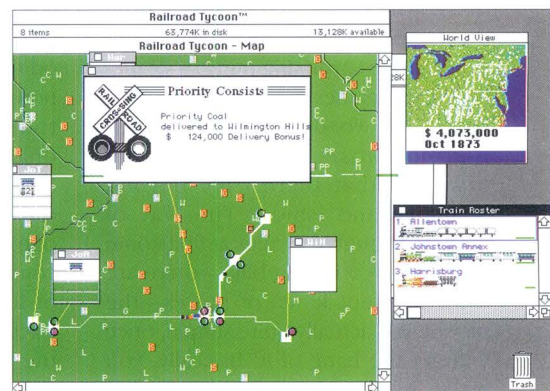 Railroad Tycoon™
8 items
63,774K in disk
13,128K available
Railroad Tycoon – Map
World View
Priority Consists
RAIL
ROAD
CROS-SING
Priority Coal
delivered to Wilmington Hills
$ 124,000 Delivery Bonus!
$ 4,073,000
Oct 1873
Train Roster
1. Allentown
2. Johnstown Annex
3. Harrisburg
Trash